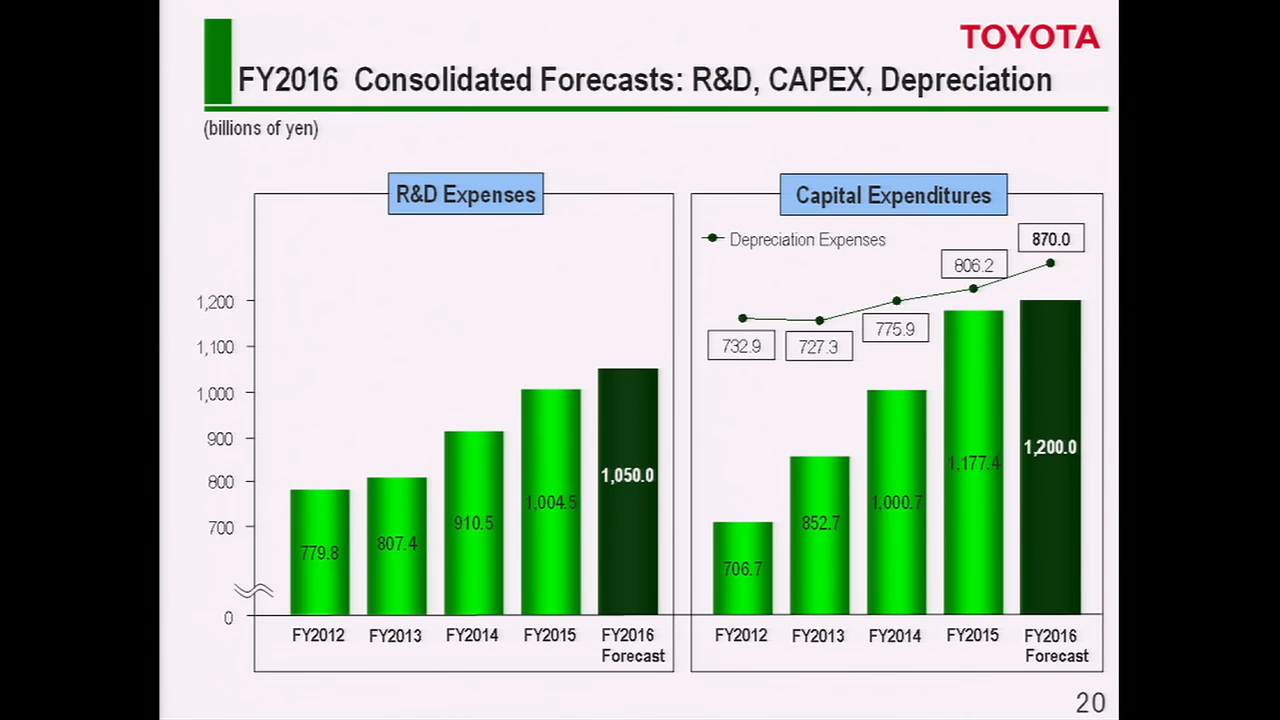 TOYOTA
FY2016 Consolidated Forecasts: R&D, CAPEX, Depreciation
(billions of yen)
R&D Expenses
1,200
1,100
1,000
900
800
700
0
779.8
807.4
910.5
1,004.5
1,050.0
FY2012
FY2013
FY2014
FY2015
FY2016
Forecast
Capital Expenditures
Depreciation Expenses
732.9
727.3
775.9
806.2
870.0
706.7
852.7
1,000.7
1,177.4
1,200.0
FY2012
FY2013
FY2014
FY2015
FY2016
Forecast
20